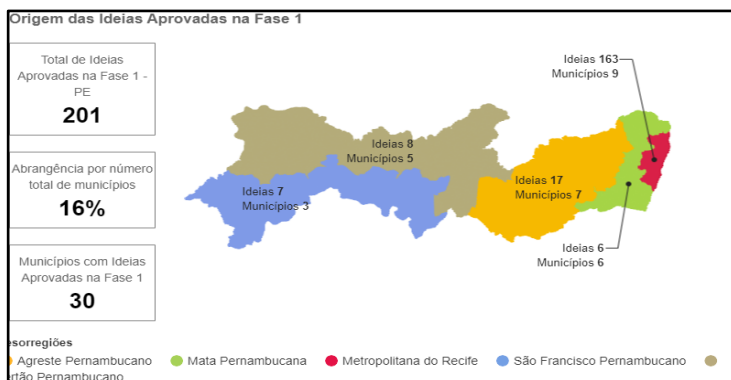 Origem das Ideias Aprovadas na Fase 1
Total de Ideias
Aprovadas na Fase 1 -
PE
201
Abrangência por número
total de municípios
16%
Municípios com Ideias
Aprovadas na Fase 1
30
Ideias 163
Municípios 9
Ideias 8
Municípios 5
Ideias 17
Municípios 7
Ideias 7
Municípios 3
Ideias 6
Municípios 6
esorregiões
Agreste Pernambucano Mata Pernambucana Metropolitana do Recife São Francisco Pernambucano
ertão Pernambucano